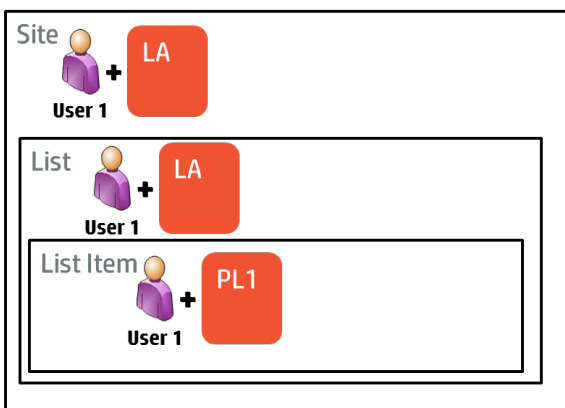 Site
LA
+
User 1
List
LA
+
User 1
List Item
PL1
+
User 1